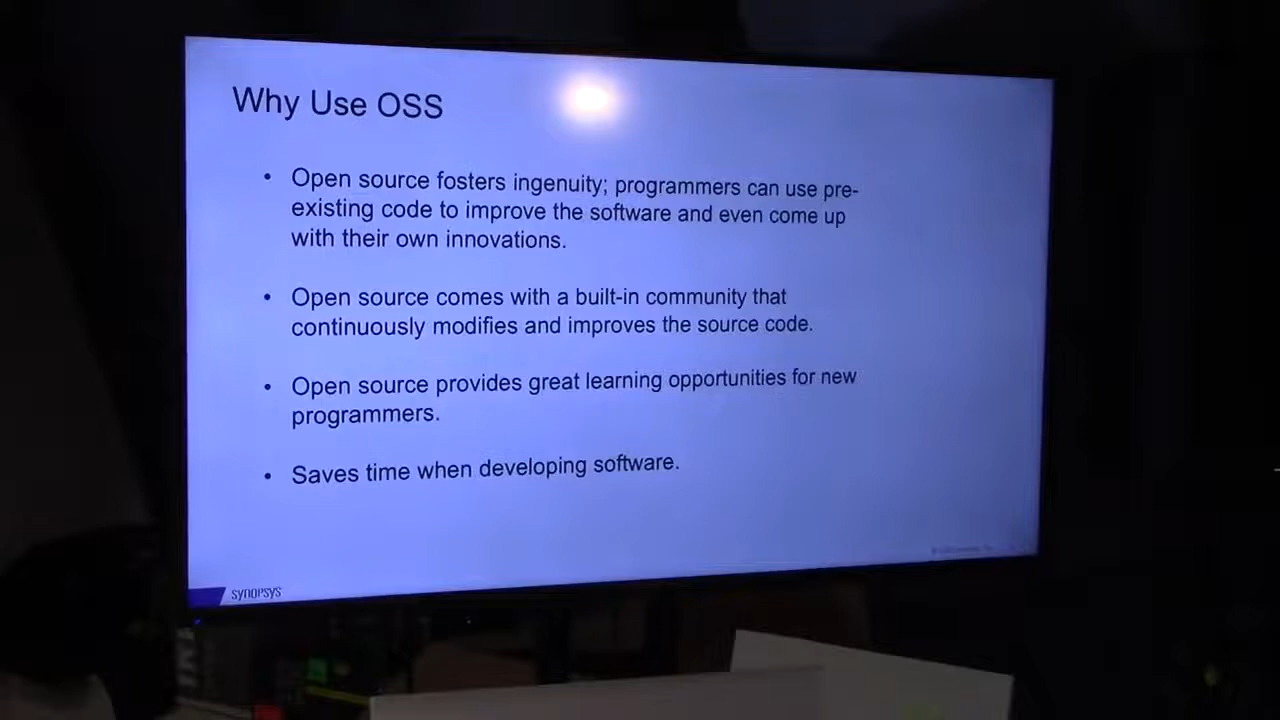 Why Use OSS
• Open source fosters ingenuity; programmers can use pre-
existing code to improve the software and even come up
with their own innovations.
• Open source comes with a built-in community that
continuously modifies and improves the source code.
• Open source provides great learning opportunities for new
programmers.
• Saves time when developing software.
SYNOPSYS